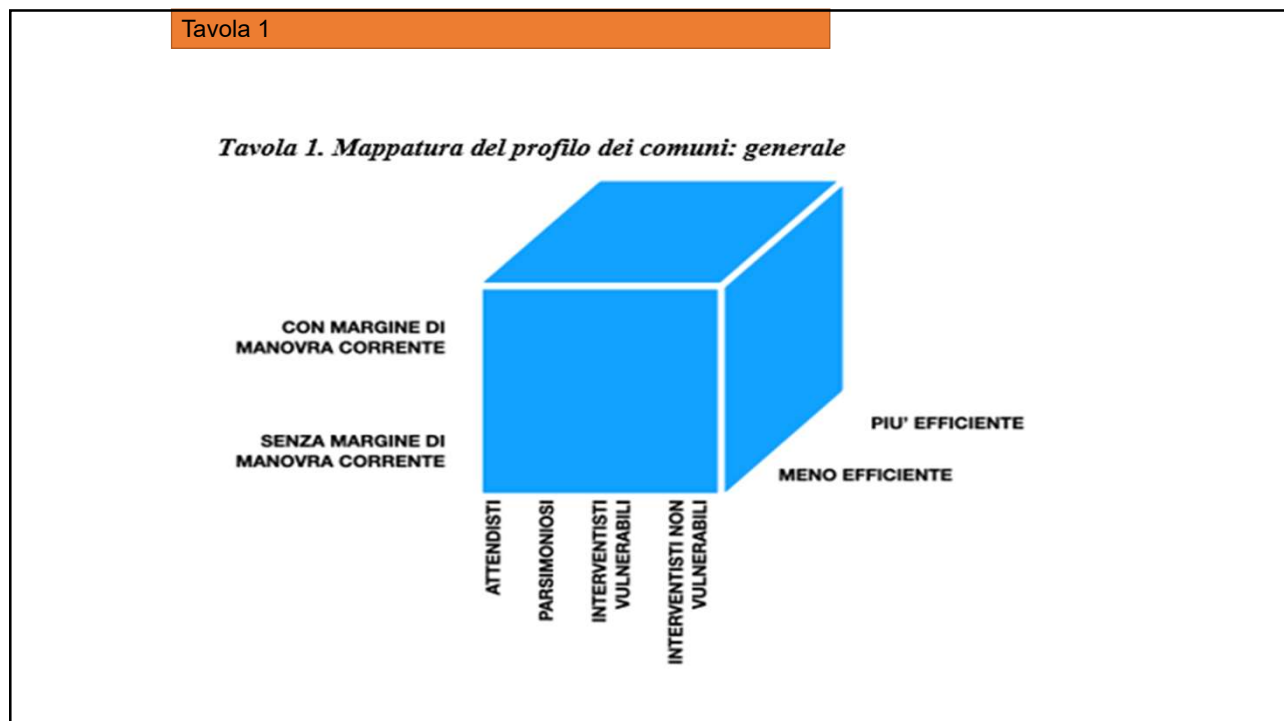 Tavola 1
Tavola 1. Mappatura del profilo dei comuni: generale
CON MARGINE DI
MANOVRA CORRENTE
SENZA MARGINE DI
MANOVRA CORRENTE
PIU' EFFICIENTE
MENO EFFICIENTE
ATTENDISTI
PARSIMONIOSI
INTERVENTISTI
VULNERABILI
INTERVENTISTI NON
VULNERABILI